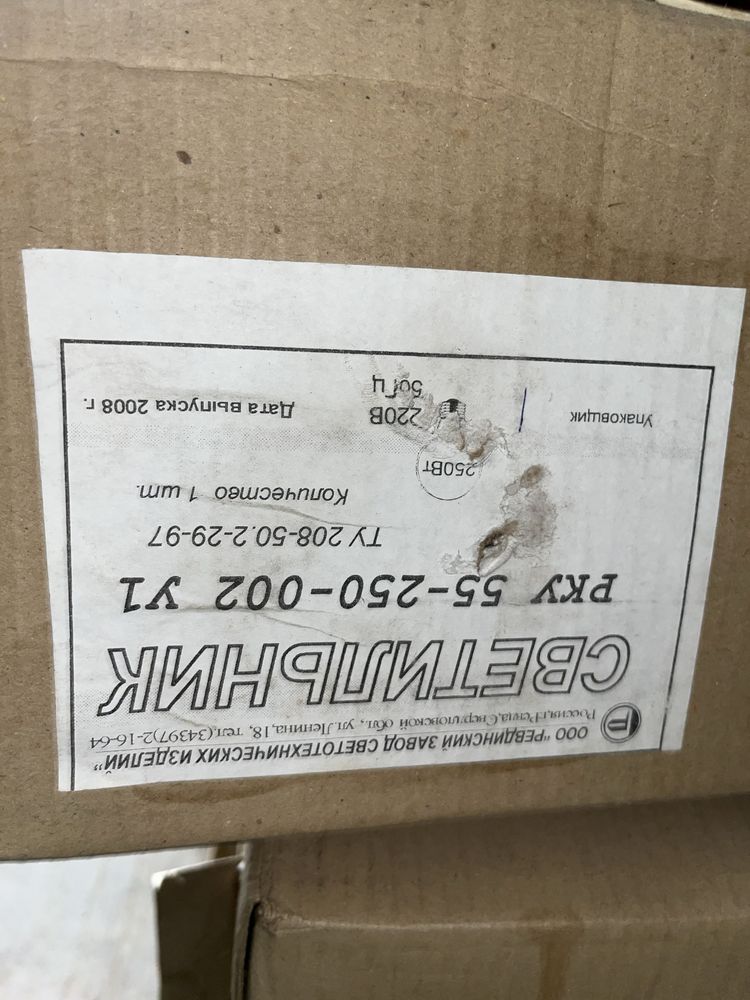 ООО "РЕВДИНСКИЙ ЗАВОД СВЕТОТЕХНИЧЕСКИХ ИЗДЕЛИЙ"
Россия, г. Ревда, Свердловской обл., ул. Ленина, 18, тел.(34397)2-16-64
СВЕТИЛЬНИК
РКУ 55-250-002 У1
ТУ 208-50.2-29-97
250Вт
Количество 1 шт.
Упаковщик
220В
50Гц
Дата выпуска 2008 г.